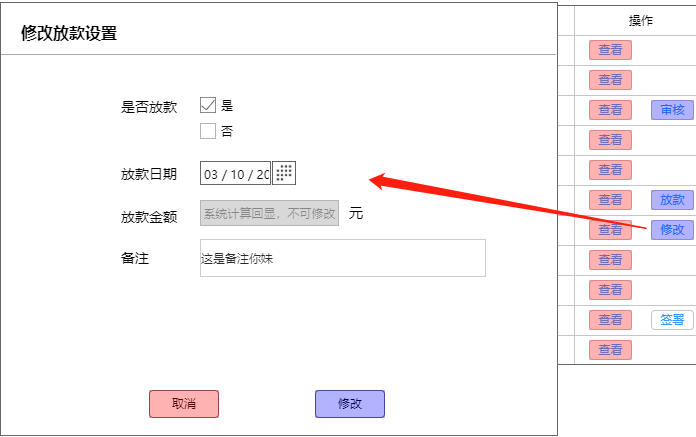 修改放款设置
是否放款
是
否
放款日期
03 / 10 / 20
放款金额
系统计算回显，不可修改
元
备注
这是备注你妹
取消
修改
操作
查看
查看
查看 审核
查看
查看
查看 放款
查看 修改
查看
查看
查看 签署
查看